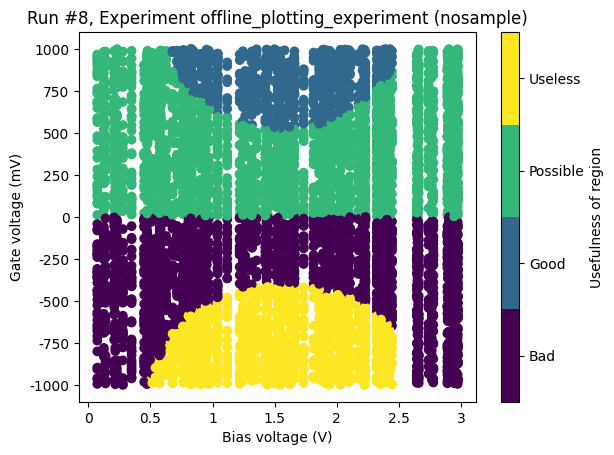 Run #8, Experiment offline_plotting_experiment (nosample)
1000
750
500
250
0
-250
-500
-750
-1000
Gate voltage (mV)
0
0.5
1
1.5
2
2.5
3
Bias voltage (V)
Useless
Possible
Good
Bad
Usefulness of region